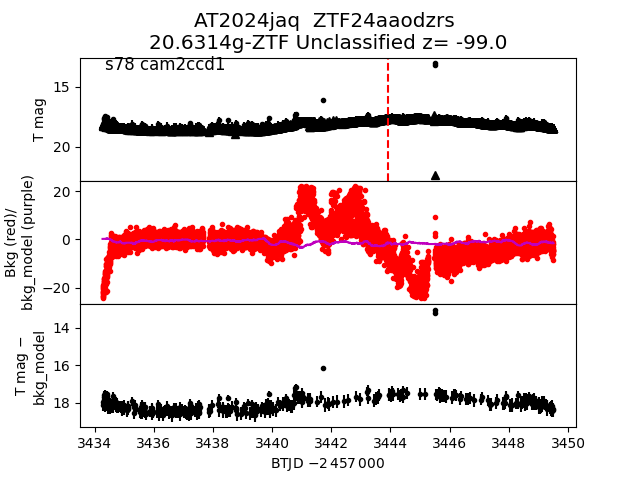 AT2024jaq  ZTF24aaodzrs
20.6314g-ZTF Unclassified z= -99.0
s78 cam2ccd1
T mag
15
20
Bkg (red)/
bkg_model (purple)
20
0
−20
T mag −
bkg_model
14
16
18
3434 3436 3438 3440 3442 3444 3446 3448 3450
BTJD −2 457 000